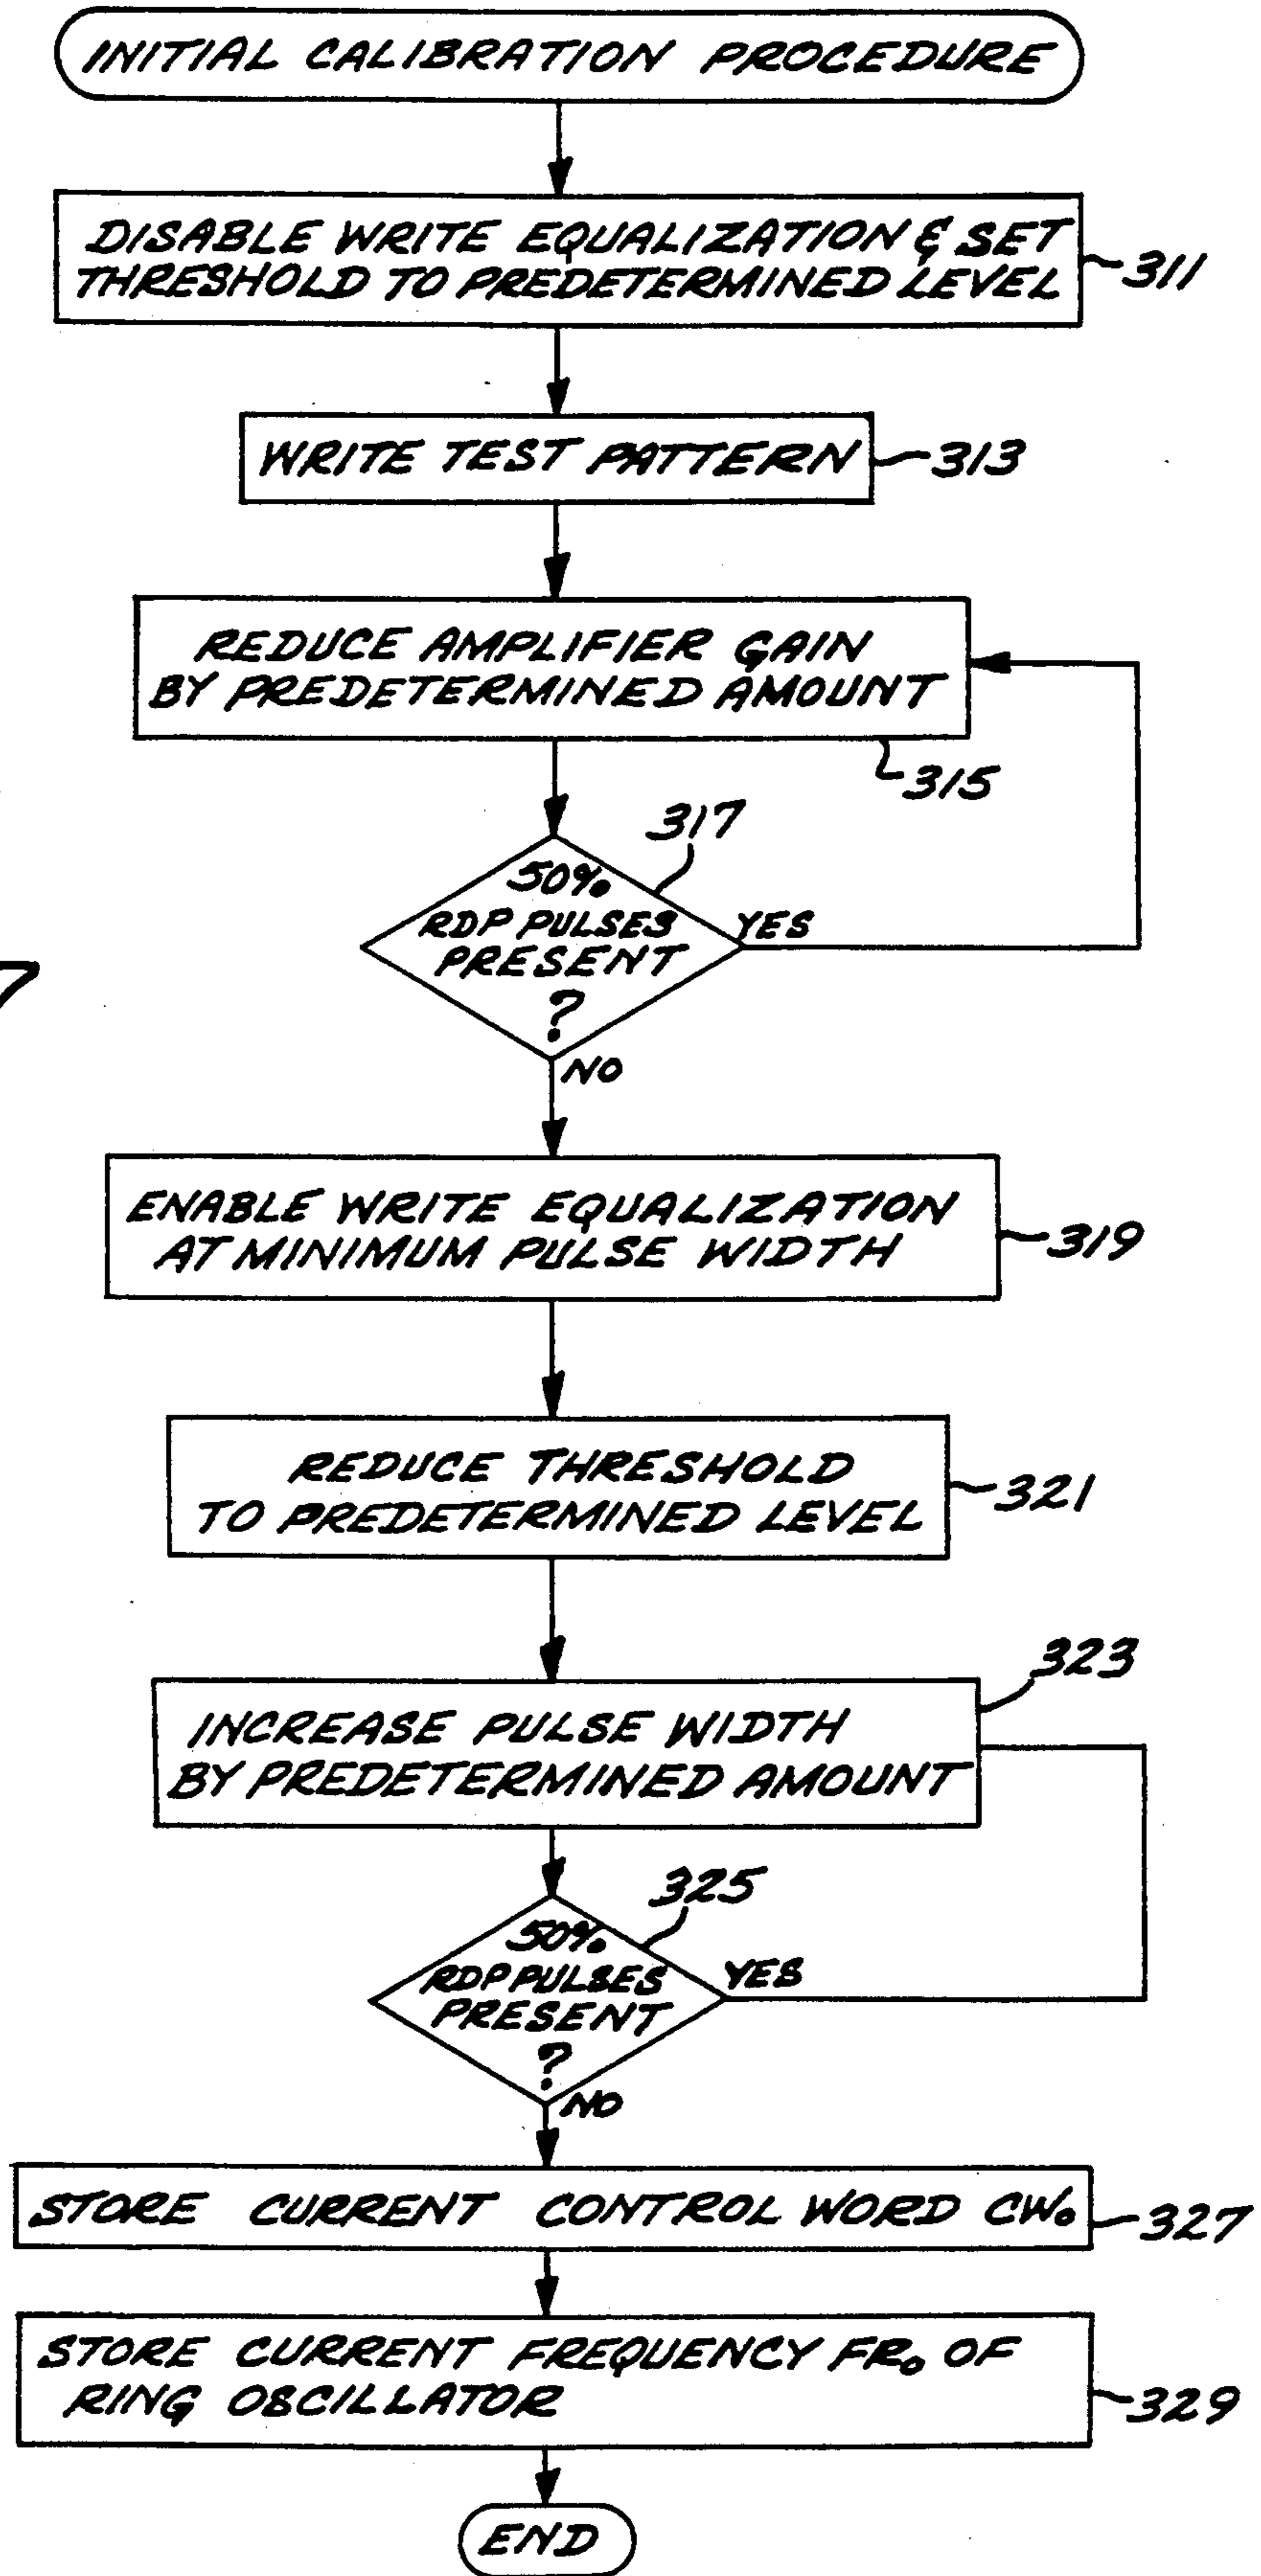 INITIAL CALIBRATION PROCEDURE
DISABLE WRITE EQUALIZATION & SET
THRESHOLD TO PREDETERMINED LEVEL
311
WRITE TEST PATTERN
313
REDUCE AMPLIFIER GAIN
BY PREDETERMINED AMOUNT
315
317
50%
RDP PULSES
PRESENT
?
YES
NO
ENABLE WRITE EQUALIZATION
AT MINIMUM PULSE WIDTH
319
REDUCE THRESHOLD
TO PREDETERMINED LEVEL
321
323
INCREASE PULSE WIDTH
BY PREDETERMINED AMOUNT
325
50%
RDP PULSES
PRESENT
?
YES
NO
STORE CURRENT CONTROL WORD CW₀
327
STORE CURRENT FREQUENCY FR₀ OF
RING OSCILLATOR
329
END